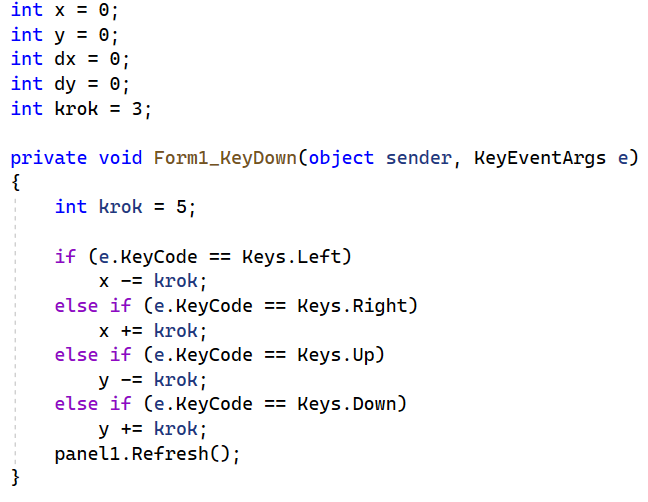 int x = 0;
int y = 0;
int dx = 0;
int dy = 0;
int krok = 3;

private void Form1_KeyDown(object sender, KeyEventArgs e)
{
    int krok = 5;

    if (e.KeyCode == Keys.Left)
        x -= krok;
    else if (e.KeyCode == Keys.Right)
        x += krok;
    else if (e.KeyCode == Keys.Up)
        y -= krok;
    else if (e.KeyCode == Keys.Down)
        y += krok;
    panel1.Refresh();
}